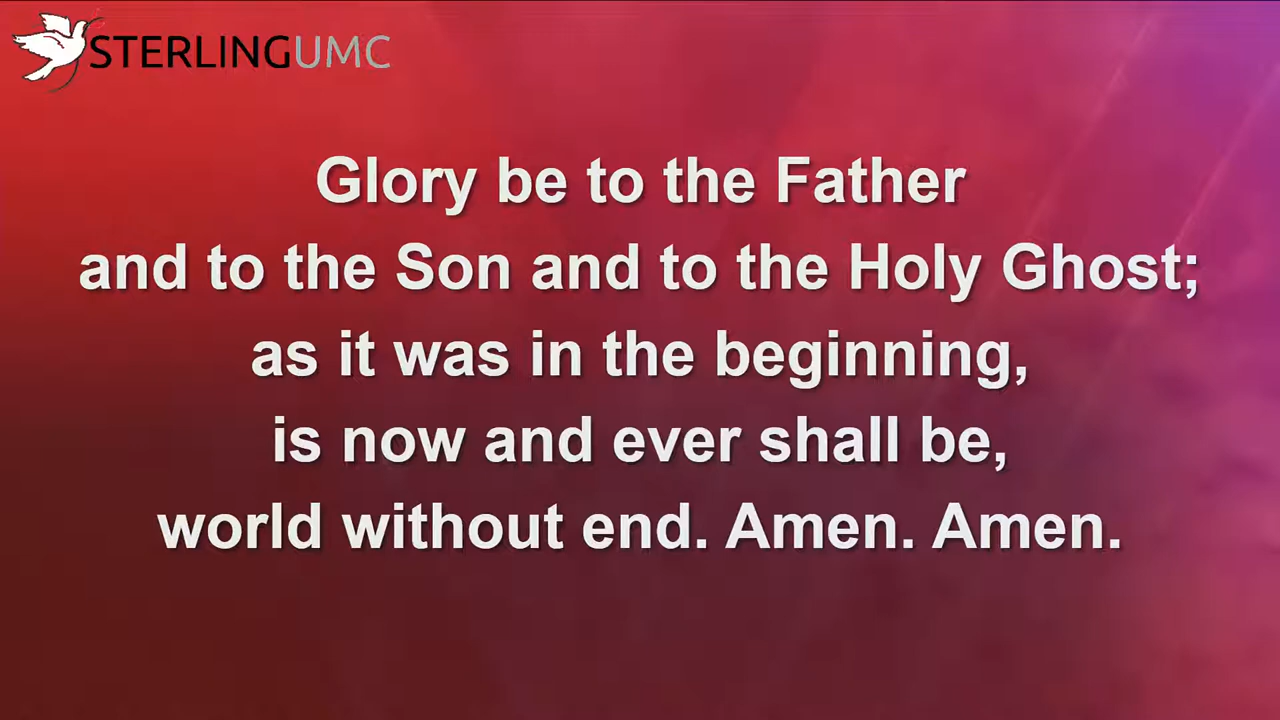 STERLINGUMC
Glory be to the Father
and to the Son and to the Holy Ghost;
as it was in the beginning,
is now and ever shall be,
world without end. Amen. Amen.